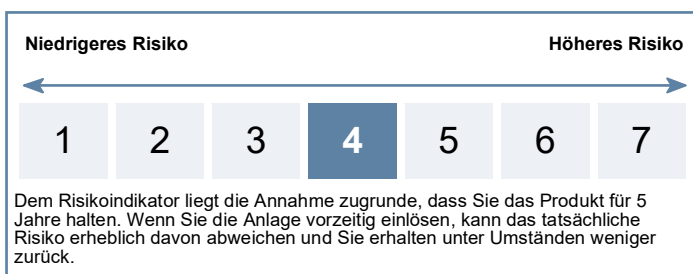 Niedrigeres Risiko Höheres Risiko
1 2 3 4 5 6 7
Dem Risikoindikator liegt die Annahme zugrunde, dass Sie das Produkt für 5
Jahre halten. Wenn Sie die Anlage vorzeitig einlösen, kann das tatsächliche
Risiko erheblich davon abweichen und Sie erhalten unter Umständen weniger
zurück.